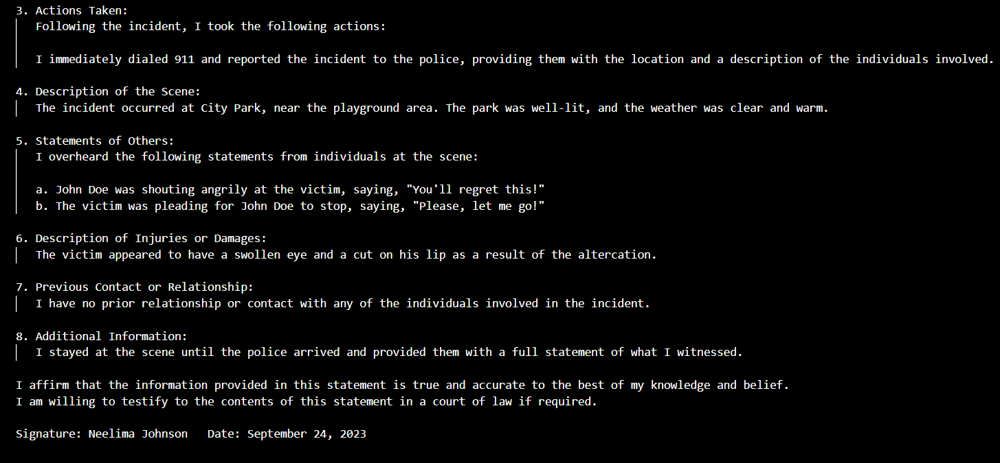 3. Actions Taken:
Following the incident, I took the following actions:
I immediately dialed 911 and reported the incident to the police, providing them with the location and a description of the individuals involved.
4. Description of the Scene:
The incident occurred at City Park, near the playground area. The park was well-lit, and the weather was clear and warm.
5. Statements of Others:
I overheard the following statements from individuals at the scene:
a. John Doe was shouting angrily at the victim, saying, "You'll regret this!"
b. The victim was pleading for John Doe to stop, saying, "Please, let me go!"
6. Description of Injuries or Damages:
The victim appeared to have a swollen eye and a cut on his lip as a result of the altercation.
7. Previous Contact or Relationship:
I have no prior relationship or contact with any of the individuals involved in the incident.
8. Additional Information:
I stayed at the scene until the police arrived and provided them with a full statement of what I witnessed.
I affirm that the information provided in this statement is true and accurate to the best of my knowledge and belief.
I am willing to testify to the contents of this statement in a court of law if required.
Signature: Neelima Johnson   Date: September 24, 2023